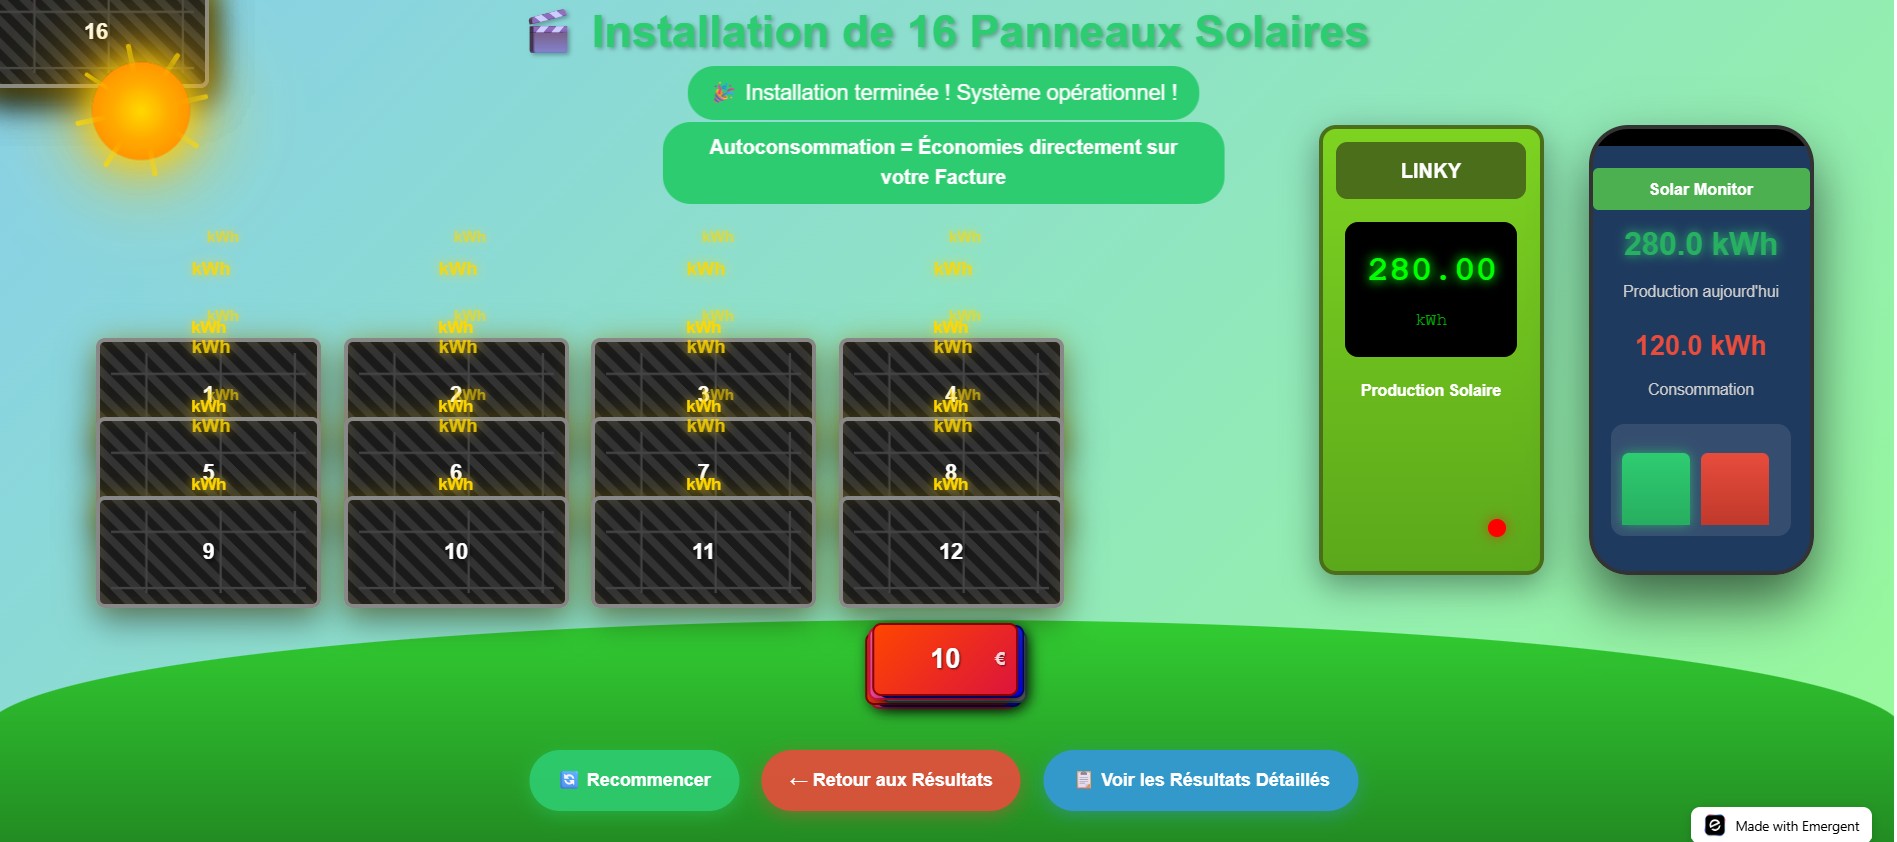 16
🎬 Installation de 16 Panneaux Solaires
🎉 Installation terminée ! Système opérationnel !
Autoconsommation = Économies directement sur
votre Facture
LINKY
280.00
kWh
Production Solaire
Solar Monitor
280.0 kWh
Production aujourd'hui
120.0 kWh
Consommation
kWh kWh kWh kWh
kWh kWh kWh kWh
kWh kWh kWh kWh
kWh kWh kWh kWh
kWh kWh kWh kWh
1 2 3 4
kWh kWh kWh kWh
kWh kWh kWh kWh
kWh kWh kWh kWh
5 6 7 8
kWh kWh kWh kWh
9 10 11 12
10 €
🔄 Recommencer
← Retour aux Résultats
📋 Voir les Résultats Détaillés
Made with Emergent